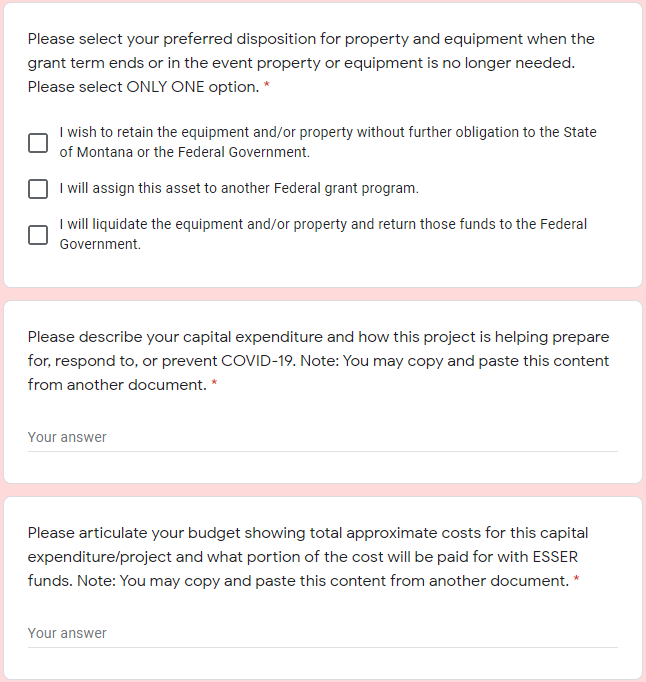 Please select your preferred disposition for property and equipment when the
grant term ends or in the event property or equipment is no longer needed.
Please select ONLY ONE option. *
I wish to retain the equipment and/or property without further obligation to the State
of Montana or the Federal Government.
I will assign this asset to another Federal grant program.
I will liquidate the equipment and/or property and return those funds to the Federal
Government.
Please describe your capital expenditure and how this project is helping prepare
for, respond to, or prevent COVID-19. Note: You may copy and paste this content
from another document. *
Your answer
Please articulate your budget showing total approximate costs for this capital
expenditure/project and what portion of the cost will be paid for with ESSER
funds. Note: You may copy and paste this content from another document. *
Your answer